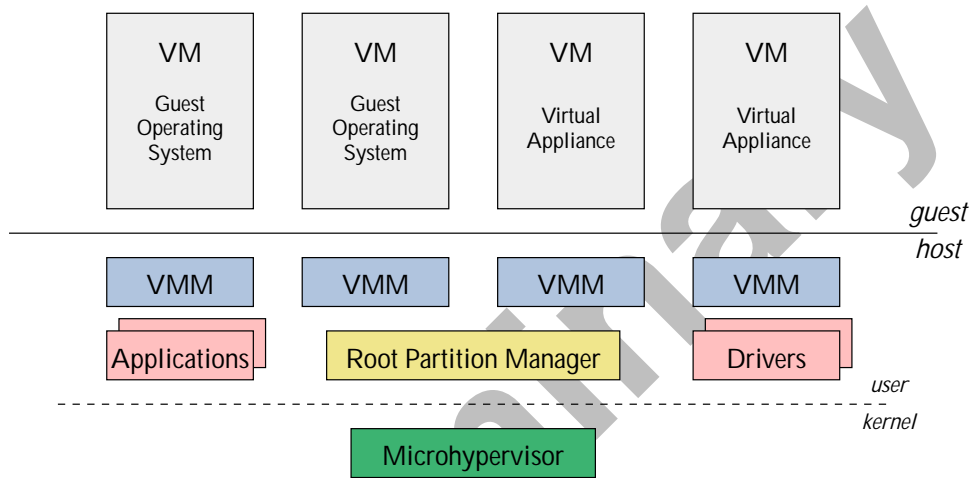 VM
Guest
Operating
System
VM
Guest
Operating
System
VM
Virtual
Appliance
VM
Virtual
Appliance
guest
host
VMM
VMM
VMM
VMM
Applications
Root Partition Manager
Drivers
user
kernel
Microhypervisor